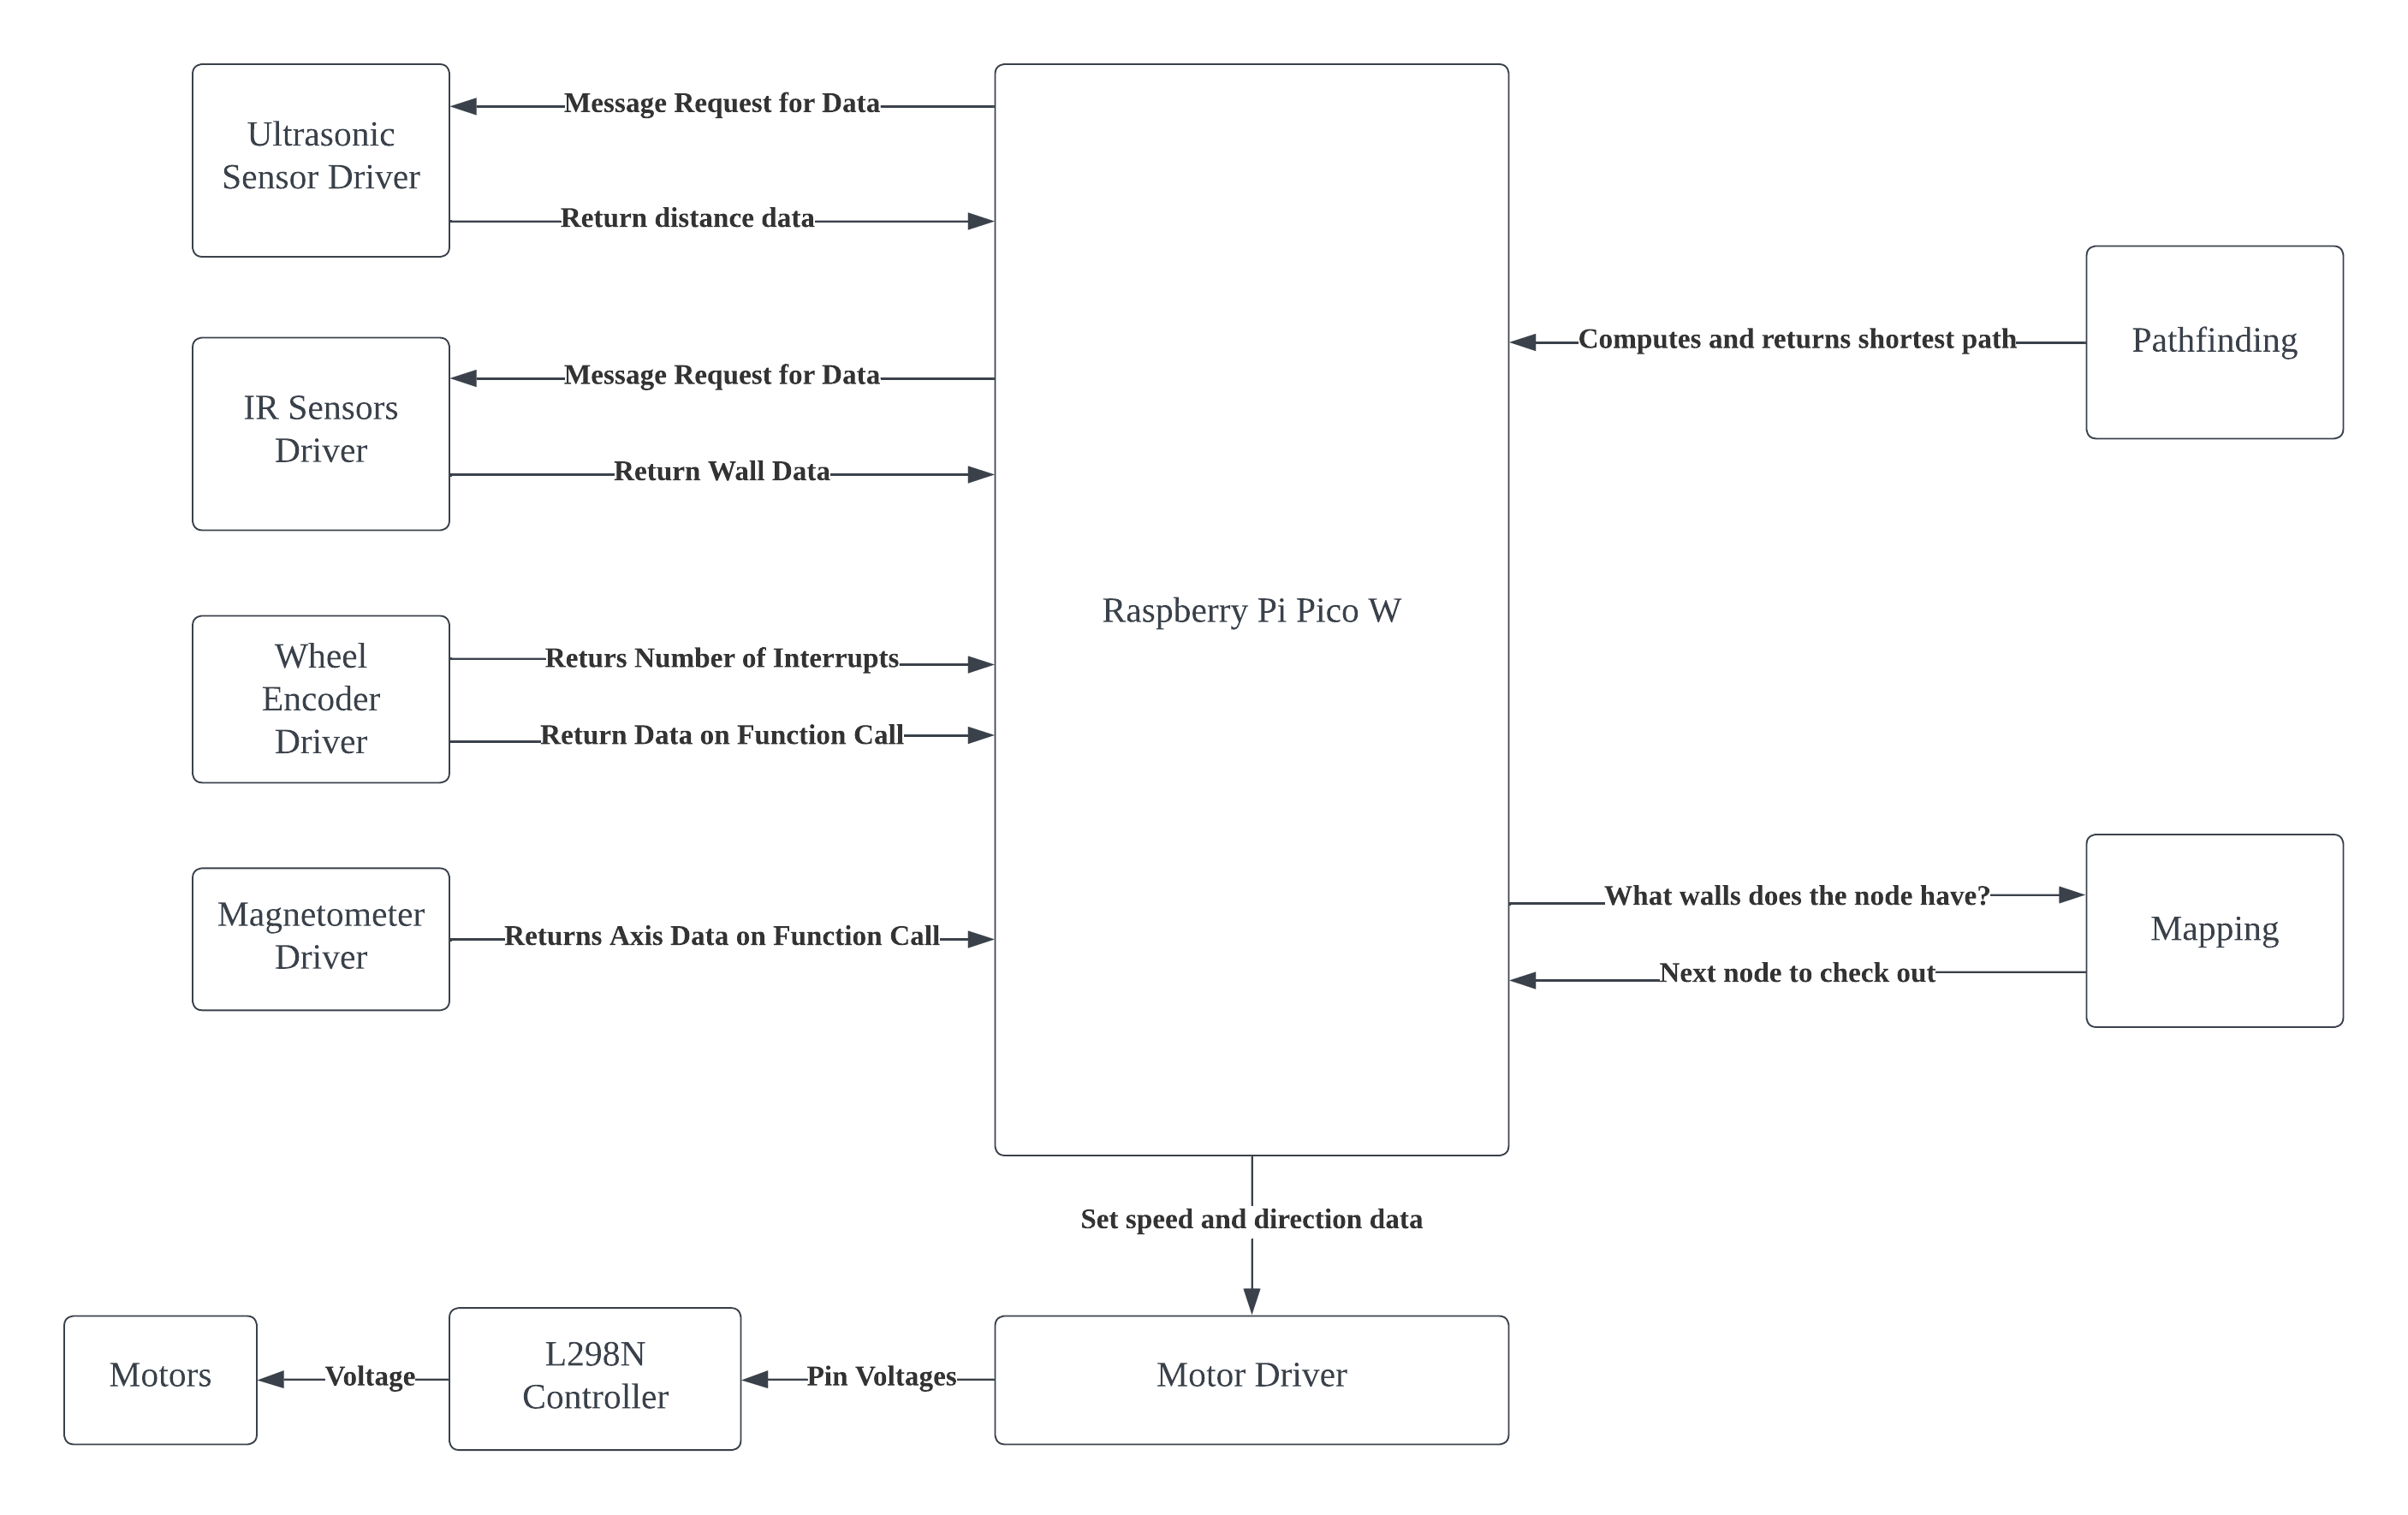 Ultrasonic
Sensor Driver
Message Request for Data
Return distance data
IR Sensors
Driver
Message Request for Data
Return Wall Data
Wheel
Encoder
Driver
Returs Number of Interrupts
Return Data on Function Call
Magnetometer
Driver
Returns Axis Data on Function Call
Raspberry Pi Pico W
Computes and returns shortest path
Pathfinding
What walls does the node have?
Next node to check out
Mapping
Set speed and direction data
Motors
Voltage
L298N
Controller
Pin Voltages
Motor Driver